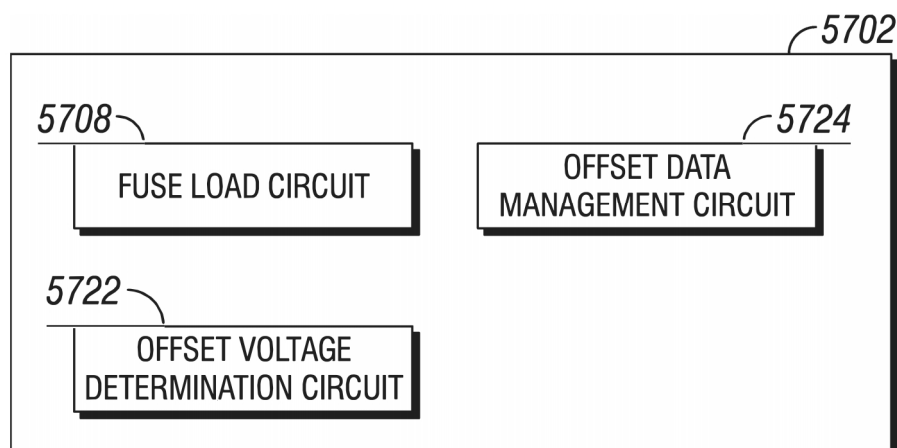 5702
5708
5724
FUSE LOAD CIRCUIT
OFFSET DATA
MANAGEMENT CIRCUIT
5722
OFFSET VOLTAGE
DETERMINATION CIRCUIT